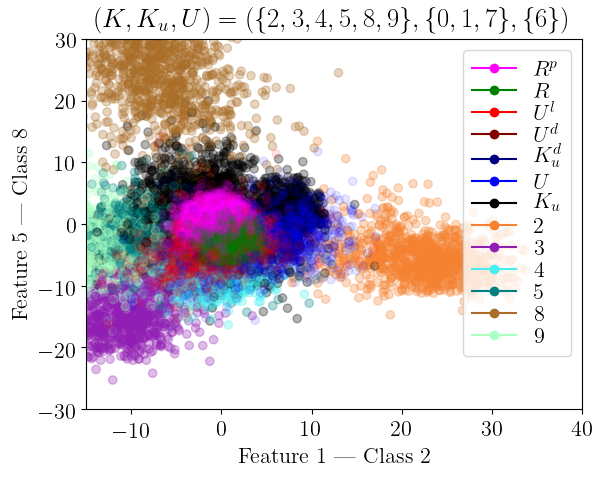 (K, K_u, U) = ({2, 3, 4, 5, 8, 9}, {0, 1, 7}, {6})
30
20
10
0
−10
−20
−30
Feature 5 — Class 8
R^p
R
U^l
U^d
K_u^d
U
K_u
2
3
4
5
8
9
−10
0
10
20
30
40
Feature 1 — Class 2